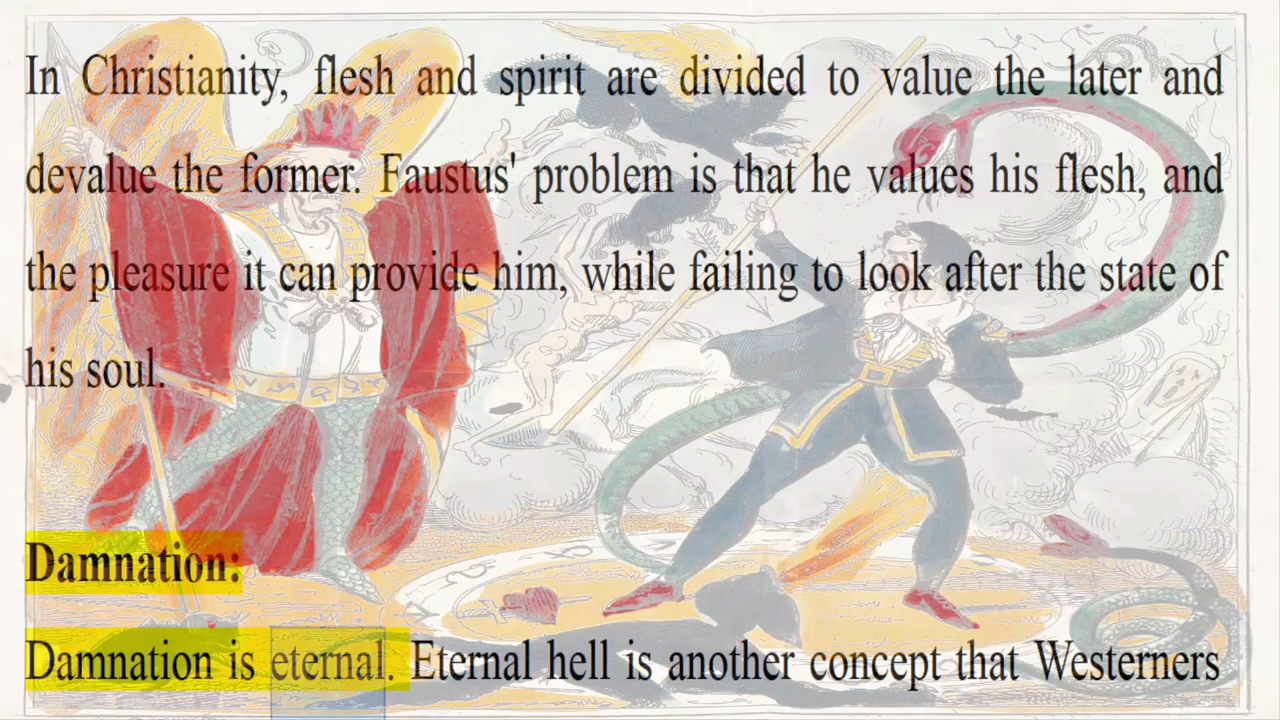 In Christianity, flesh and spirit are divided to value the later and
devalue the former. Faustus' problem is that he values his flesh, and
the pleasure it can provide him, while failing to look after the state of
his soul.
Damnation:
Damnation is eternal. Eternal hell is another concept that Westerners